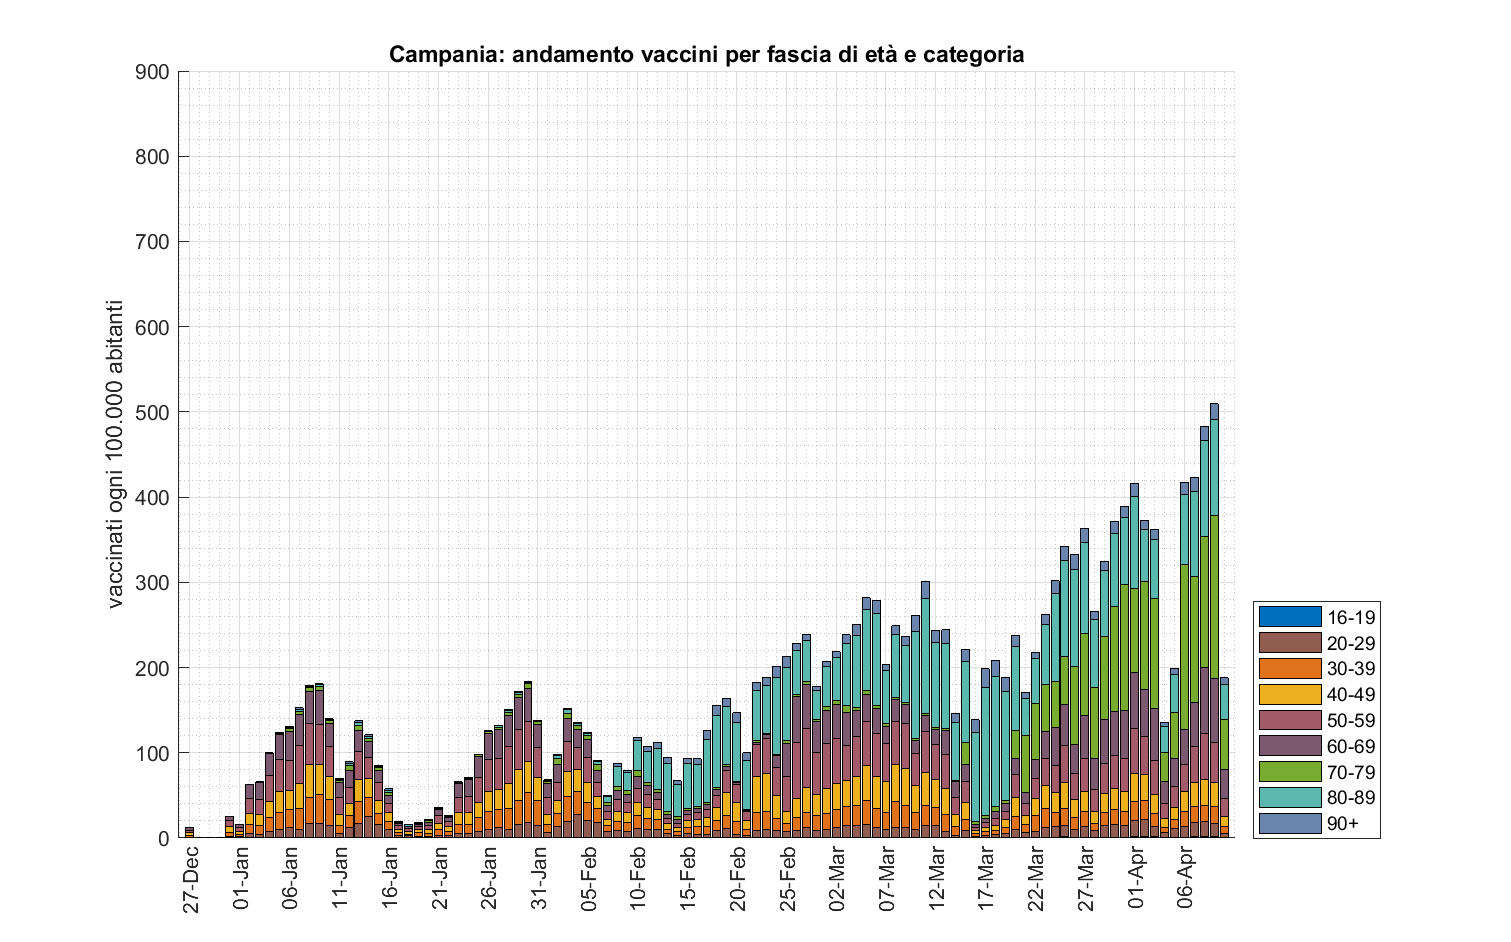 Campania: andamento vaccini per fascia di età e categoria
vaccinati ogni 100.000 abitanti
900
800
700
600
500
400
300
200
100
0
27-Dec
01-Jan
06-Jan
11-Jan
16-Jan
21-Jan
26-Jan
31-Jan
05-Feb
10-Feb
15-Feb
20-Feb
25-Feb
02-Mar
07-Mar
12-Mar
17-Mar
22-Mar
27-Mar
01-Apr
06-Apr
16-19
20-29
30-39
40-49
50-59
60-69
70-79
80-89
90+